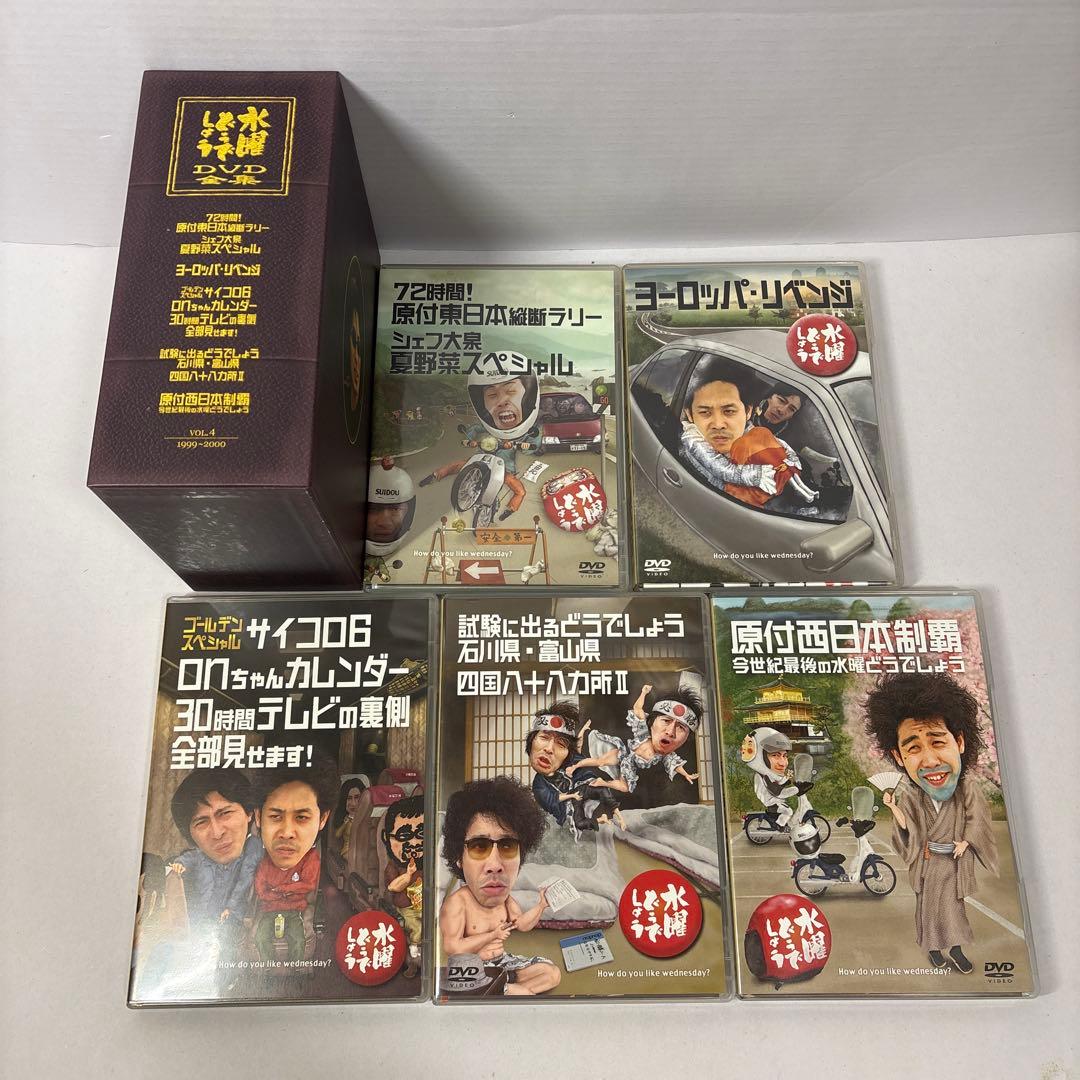 水曜
どうで
しょう
DVD
全集
72時間!
原付東日本縦断ラリー
シェフ大泉
夏野菜スペシャル
ヨーロッパ・リベンジ
ゴールデン
スペシャル サイコロ6
onちゃんカレンダー
30時間テレビの裏側
全部見せます!
試験に出るどうでしょう
石川県・富山県
四国八十八カ所II
原付西日本制覇
今世紀最後の水曜どうでしょう
VOL.4
1999~2000
72時間!
原付東日本縦断ラリー
シェフ大泉
夏野菜スペシャル
SUIDOU
SUIDOU
安全第一
水曜
どうで
しょう
How do you like wednesday?
DVD
VIDEO
ヨーロッパ・リベンジ
水曜
どうで
しょう
How do you like wednesday?
DVD
VIDEO
ゴールデン
スペシャル サイコロ6
onちゃんカレンダー
30時間テレビの裏側
全部見せます!
水曜
どうで
しょう
How do you like wednesday?
試験に出るどうでしょう
石川県・富山県
四国八十八カ所II
必勝
必勝
水曜
どうで
しょう
How do you like wednesday?
DVD
VIDEO
原付西日本制覇
今世紀最後の水曜どうでしょう
水曜
どうで
しょう
How do you like wednesday?
DVD
VIDEO